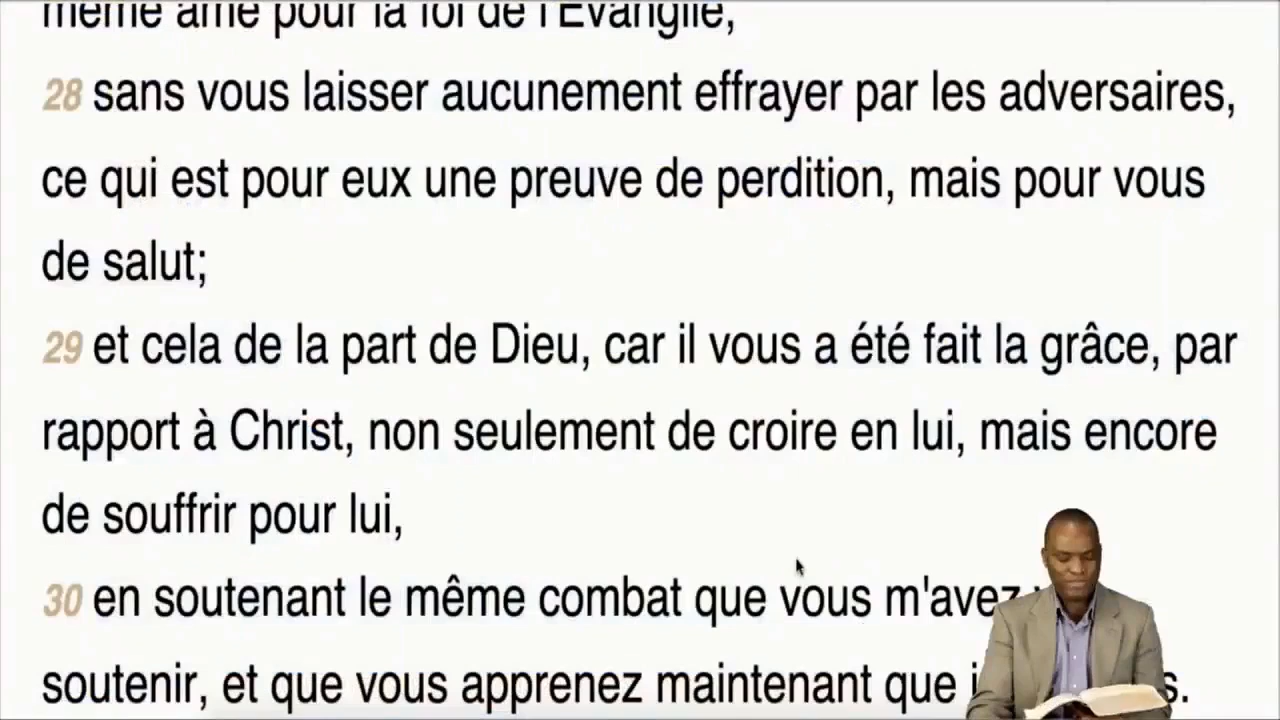 même âme pour la foi de l'Évangile,
28 sans vous laisser aucunement effrayer par les adversaires,
ce qui est pour eux une preuve de perdition, mais pour vous
de salut;
29 et cela de la part de Dieu, car il vous a été fait la grâce, par
rapport à Christ, non seulement de croire en lui, mais encore
de souffrir pour lui,
30 en soutenant le même combat que vous m'avez
soutenir, et que vous apprenez maintenant que